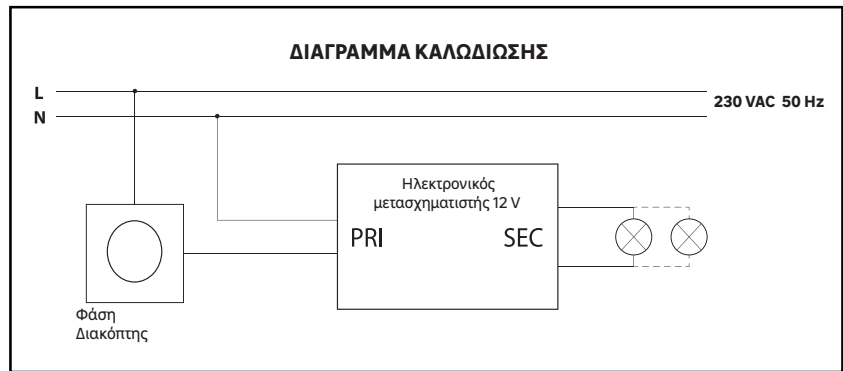 ΔΙΑΓΡΑΜΜΑ ΚΑΛΩΔΙΩΣΗΣ
L
230 VAC 50 Hz
N
Ηλεκτρονικός
μετασχηματιστής 12 V
PRI SEC
Φάση
Διακόπτης